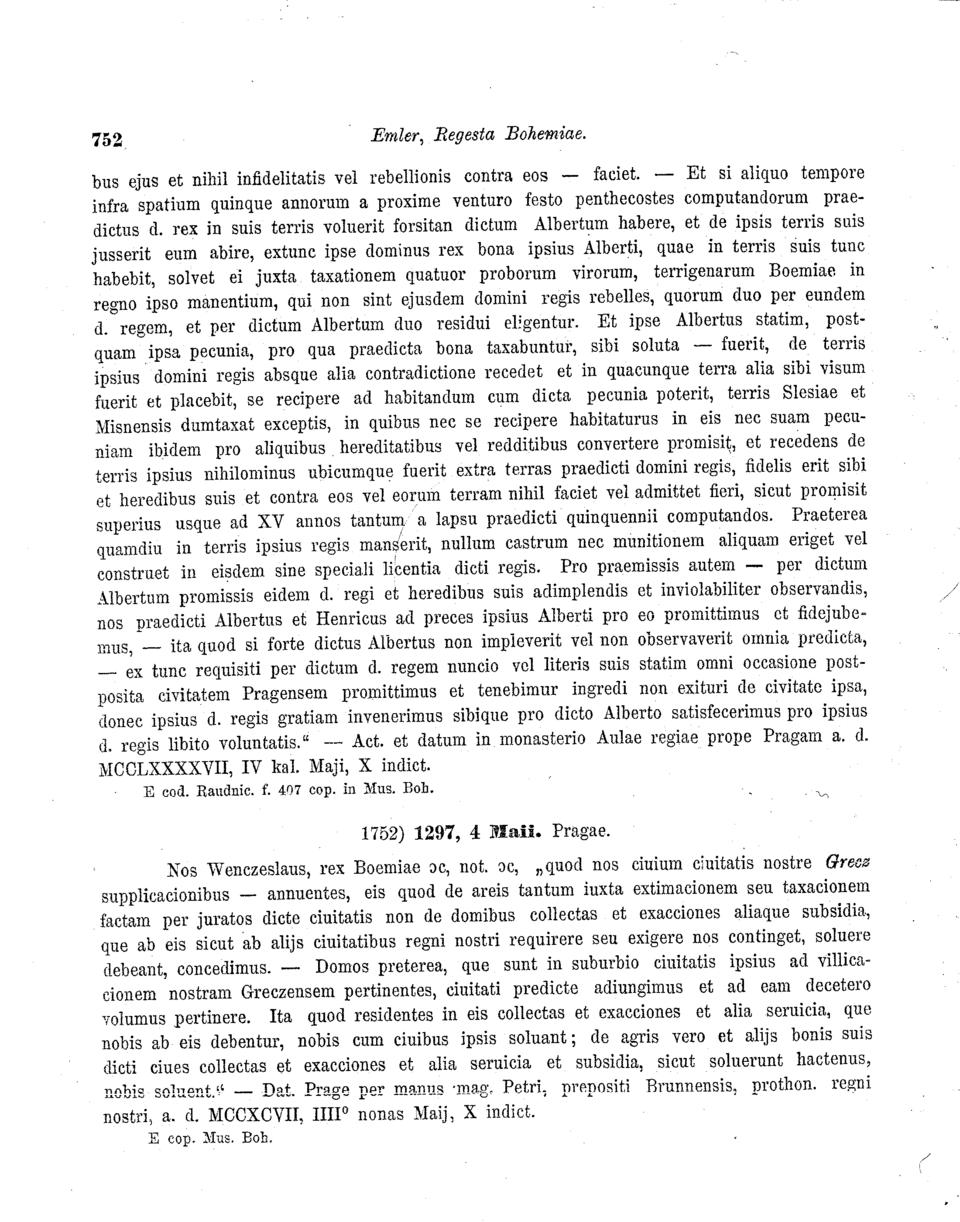 752
Emler, Regesta Bohemiae.
bus ejus et nihil infidelitatis vel rebellionis contra eos — faciet. — Et si aliquo tempore
infra spatium quinque annorum a proxime venturo festo penthecostes computandorum prae-
dictus d. rex in suis terris voluerit forsitan dictum Albertum habere, et de ipsis terris suis
jusserit eum abire, extunc ipse dominus rex bona ipsius Alberti, quae in terris suis tunc
habebit, solvet ei juxta taxationem quatuor proborum virorum, terrigenarum Boemiae in
regno ipso manentium, qui non sint ejusdem domini regis rebelles, quorum duo per eundem
d. regem, et per dictum Albertum duo residui eligentur. Et ipse Albertus statim, post-
quam ipsa pecunia, pro qua praedicta bona taxabuntur, sibi soluta — fuerit, de terris
ipsius domini regis absque alia contradictione recedet et in quacunque terra alia sibi visum
fuerit et placebit, se recipere ad habitandum cum dicta pecunia poterit, terris Slesiae et
Misnensis dumtaxat exceptis, in quibus nec se recipere habitaturus in eis nec suam pecu-
niam ibidem pro aliquibus hereditatibus vel redditibus convertere promisit, et recedens de
terris ipsius nihilominus ubicumque fuerit extra terras praedicti domini regis, fidelis erit sibi
et heredibus suis et contra eos vel eorum terram nihil faciet vel admittet fieri, sicut promisit
superius usque ad XV annos tantum a lapsu praedicti quinquennii computandos. Praeterea
quamdiu in terris ipsius regis manserit, nullum castrum nec munitionem aliquam eriget vel
construet in eisdem sine speciali licentia dicti regis. Pro praemissis autem — per dictum
Albertum promissis eidem d. regi et heredibus suis adimplendis et inviolabiliter observandis,
nos praedicti Albertus et Henricus ad preces ipsius Alberti pro eo promittimus et fidejube-
mus, — ita quod si forte dictus Albertus non impleverit vel non observaverit omnia predicta,
— ex tunc requisiti per dictum d. regem nuncio vel literis suis statim omni occasione post-
posita civitatem Pragensem promittimus et tenebimur ingredi non exituri de civitate ipsa,
donec ipsius d. regis gratiam invenerimus sibique pro dicto Alberto satisfecerimus pro ipsius
d. regis libito voluntatis.“ — Act. et datum in monasterio Aulae regiae prope Pragam a. d.
MCCLXXXXVII, IV kal. Maji, X indict.
E cod. Raudnic. f. 407 cop. in Mus. Boh.
1752) 1297, 4 Maii. Pragae.
Nos Wenczeslaus, rex Boemiae ↄc, not. ↄc, „quod nos ciuium ciuitatis nostre Grecz
supplicacionibus — annuentes, eis quod de areis tantum iuxta extimacionem seu taxacionem
factam per juratos dicte ciuitatis non de domibus collectas et exacciones aliaque subsidia,
que ab eis sicut ab alijs ciuitatibus regni nostri requirere seu exigere nos continget, soluere
debeant, concedimus. — Domos preterea, que sunt in suburbio ciuitatis ipsius ad villica-
cionem nostram Greczensem pertinentes, ciuitati predicte adiungimus et ad eam decetero
volumus pertinere. Ita quod residentes in eis collectas et exacciones et alia seruicia, que
nobis ab eis debentur, nobis cum ciuibus ipsis soluant; de agris vero et alijs bonis suis
dicti ciues collectas et exacciones et alia seruicia et subsidia, sicut soluerunt hactenus,
nobis soluent.“ — Dat. Prage per manus mag. Petri, prepositi Brunnensis, prothon. regni
nostri, a. d. MCCXCVII, IIII⁰ nonas Maij, X indict.
E cop. Mus. Boh.